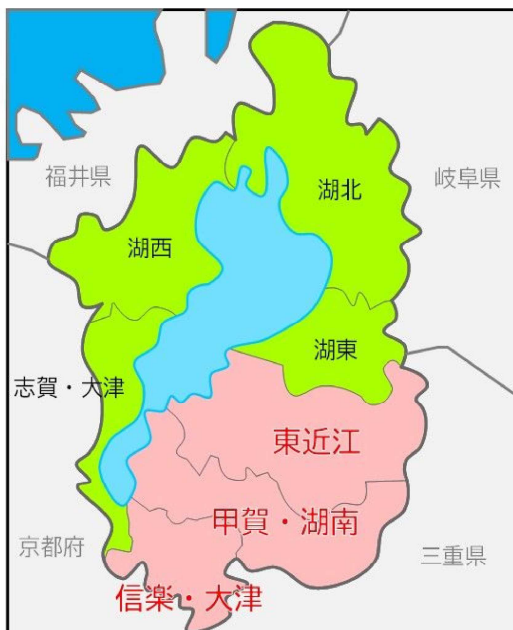 福井県
岐阜県
湖北
湖西
湖東
志賀・大津
東近江
甲賀・湖南
京都府
三重県
信楽・大津